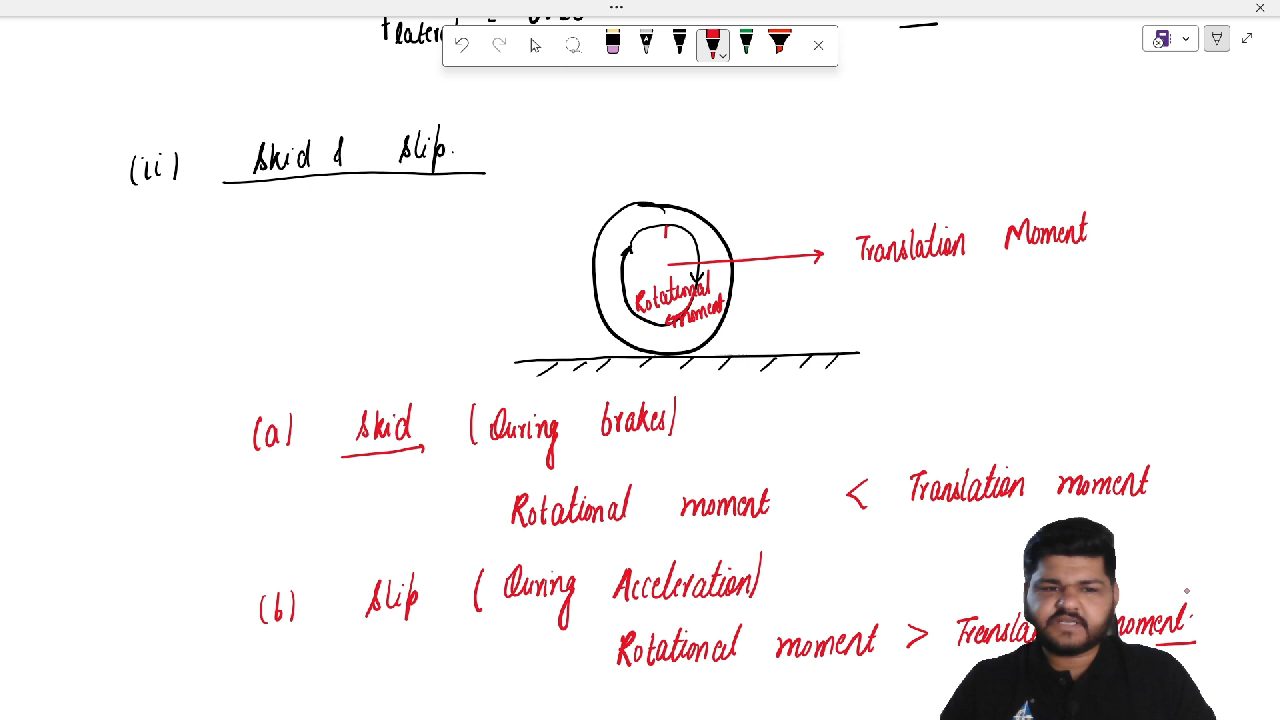 (ii) Skid & Slip.
Translation Moment
Rotational
moment
(a) Skid (During brakes)
Rotational moment < Translation moment
(b) Slip (During Acceleration)
Rotational moment > moment.